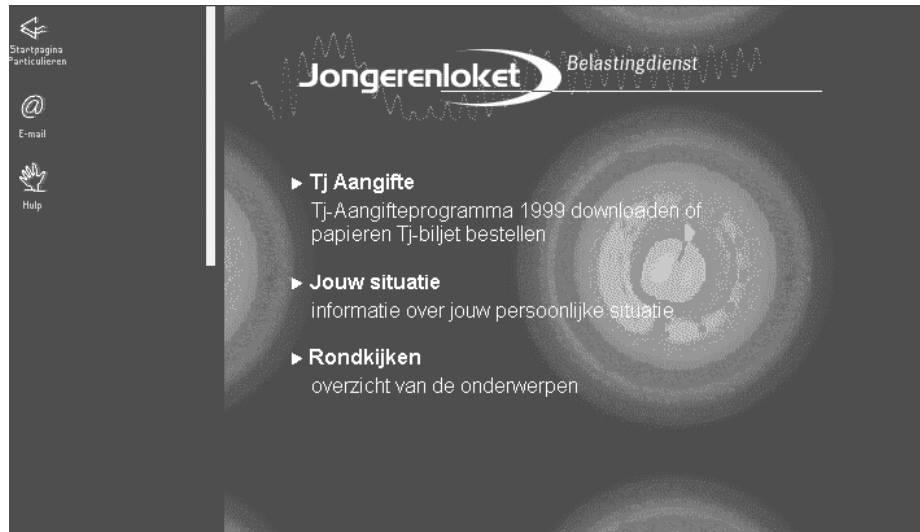 Startpagina
Particulieren
@
E-mail
Hulp
Jongerenloket
Belastingdienst
Tj Aangifte
Tj-Aangifteprogramma 1999 downloaden of
papieren Tj-biljet bestellen
Jouw situatie
informatie over jouw persoonlijke situatie
Rondkijken
overzicht van de onderwerpen